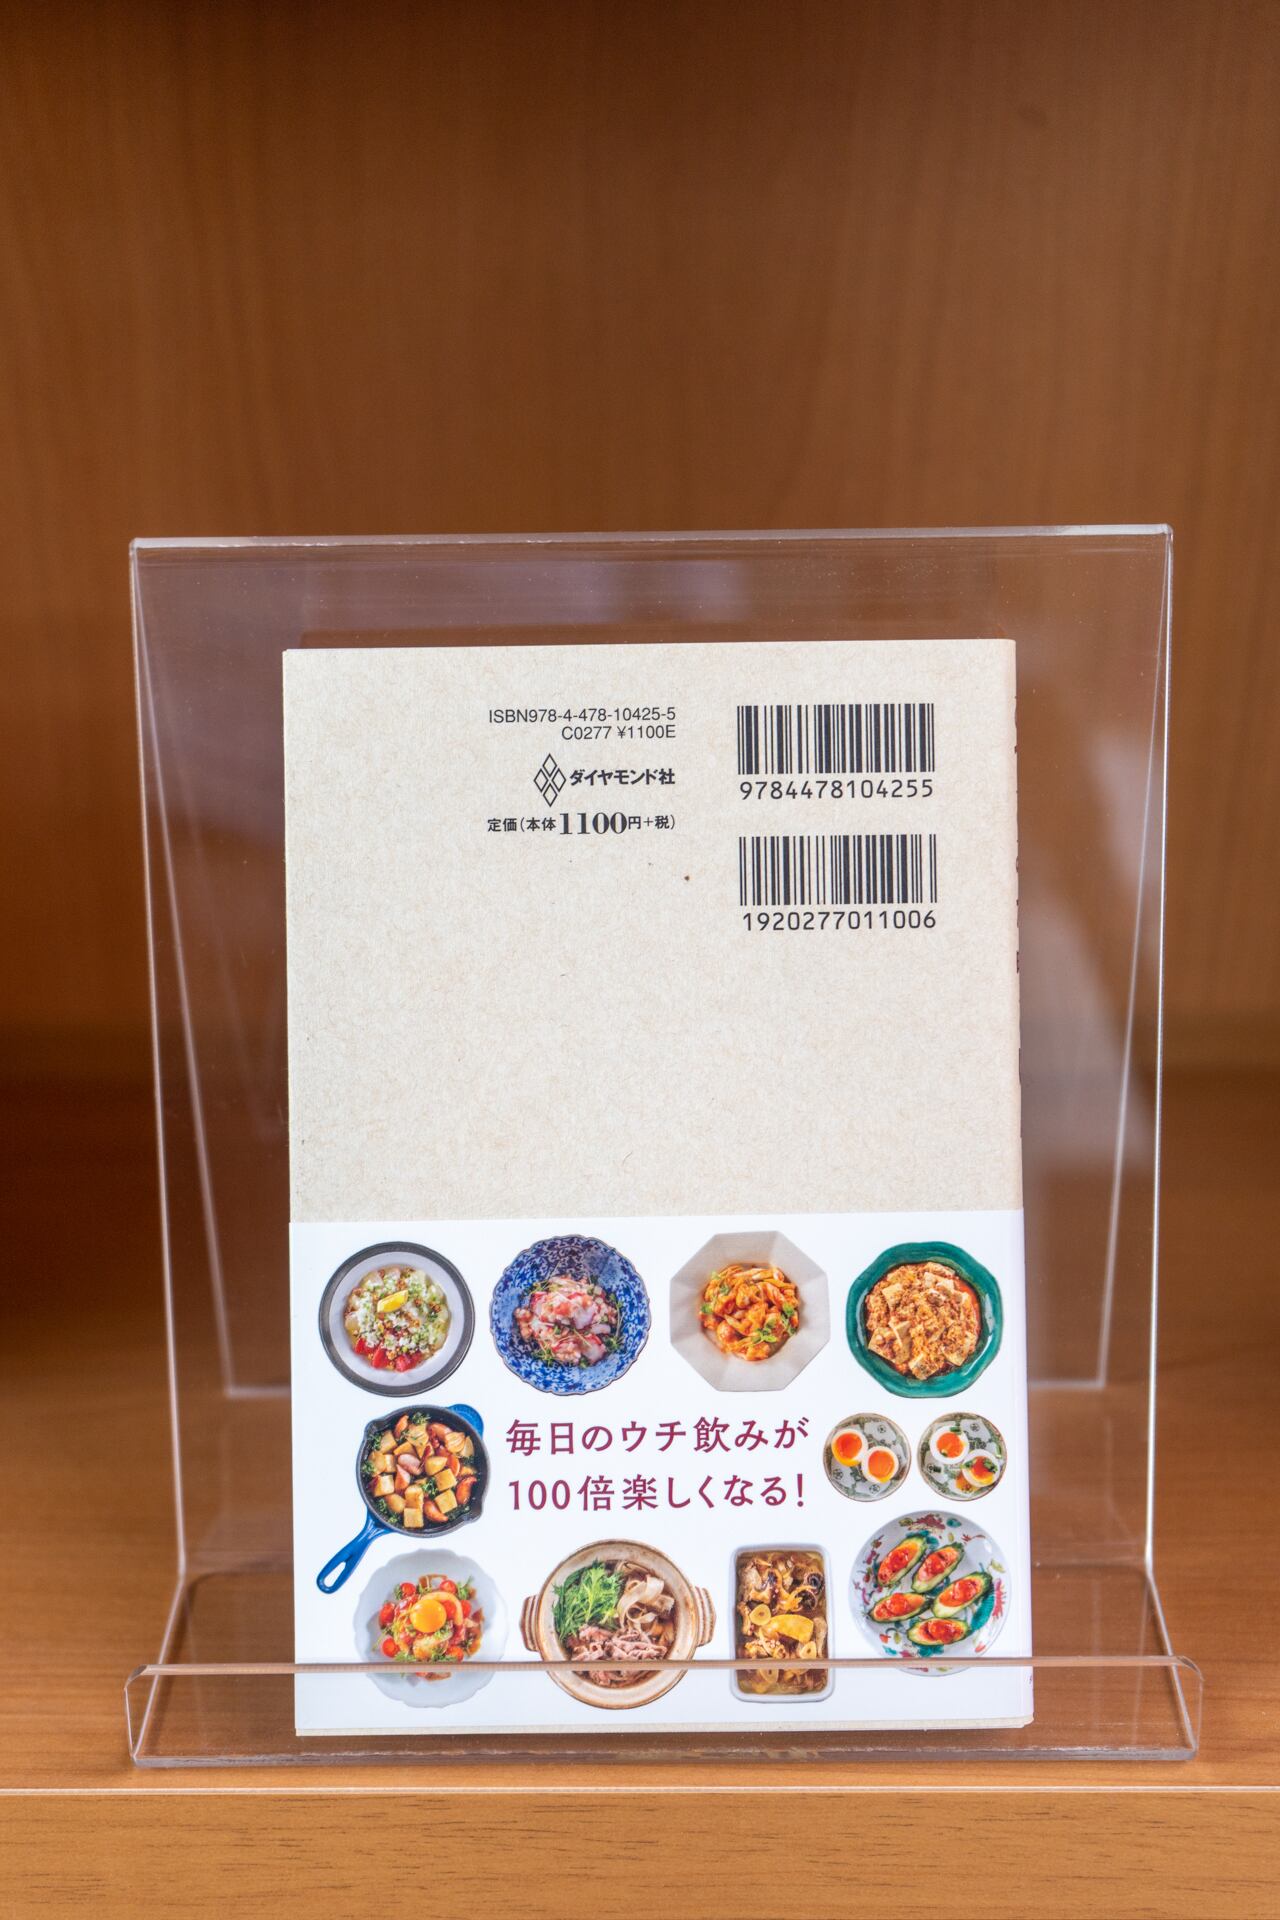 ISBN978-4-478-10425-5
C0277 ¥1100E
ダイヤモンド社
定価(本体1100円+税)
9784478104255
1920277011006
毎日のウチ飲みが
100倍楽しくなる!